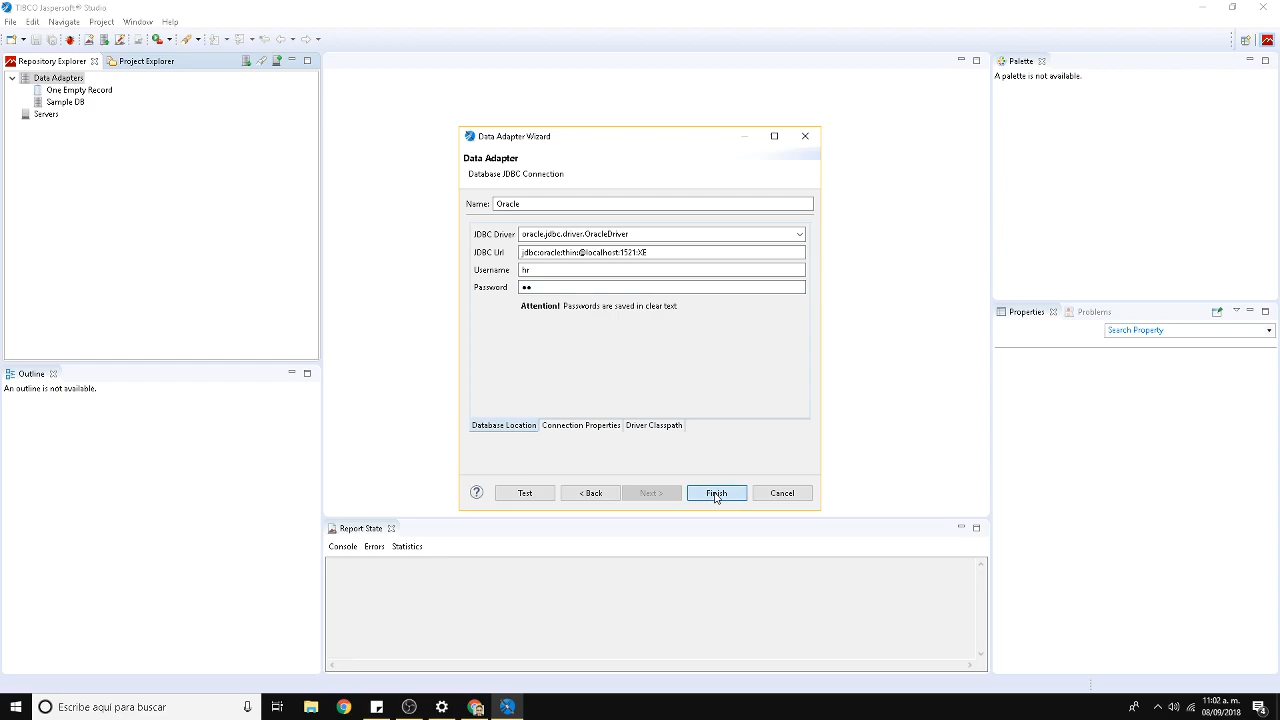 TIBCO Jaspersoft® Studio
File Edit Navigate Project Window Help
Repository Explorer
Project Explorer
Palette
Data Adapters
One Empty Record
Sample DB
Servers
A palette is not available.
Data Adapter Wizard
Data Adapter
Database JDBC Connection
Name: Oracle
JDBC Driver oracle.jdbc.driver.OracleDriver
JDBC Url jdbc:oracle:thin:@localhost:1521:XE
Username hr
Password ●●
Attention! Passwords are saved in clear text
Database Location Connection Properties Driver Classpath
Test < Back Next > Finish Cancel
Properties
Problems
Search Property
Outline
An outline is not available.
Report State
Console Errors Statistics
Escribe aquí para buscar
11:02 a. m.
08/09/2018
4